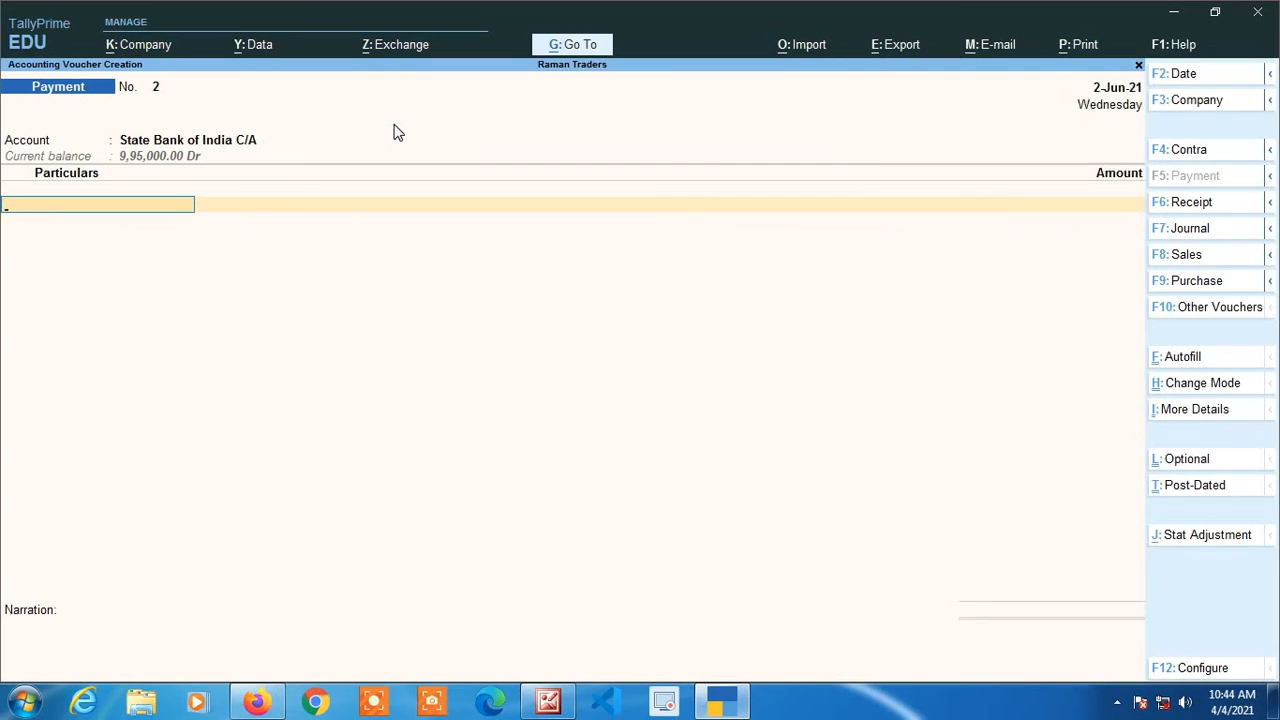 TallyPrime
EDU
MANAGE
K: Company
Y: Data
Z: Exchange
G: Go To
O: Import
E: Export
M: E-mail
P: Print
F1: Help
Accounting Voucher Creation
Raman Traders
Payment No. 2
2-Jun-21
Wednesday
Account : State Bank of India C/A
Current balance : 9,95,000.00 Dr
Particulars
Amount
Narration:
F2: Date
F3: Company
F4: Contra
F5: Payment
F6: Receipt
F7: Journal
F8: Sales
F9: Purchase
F10: Other Vouchers
F: Autofill
H: Change Mode
I: More Details
L: Optional
T: Post-Dated
J: Stat Adjustment
F12: Configure
10:44 AM
4/4/2021